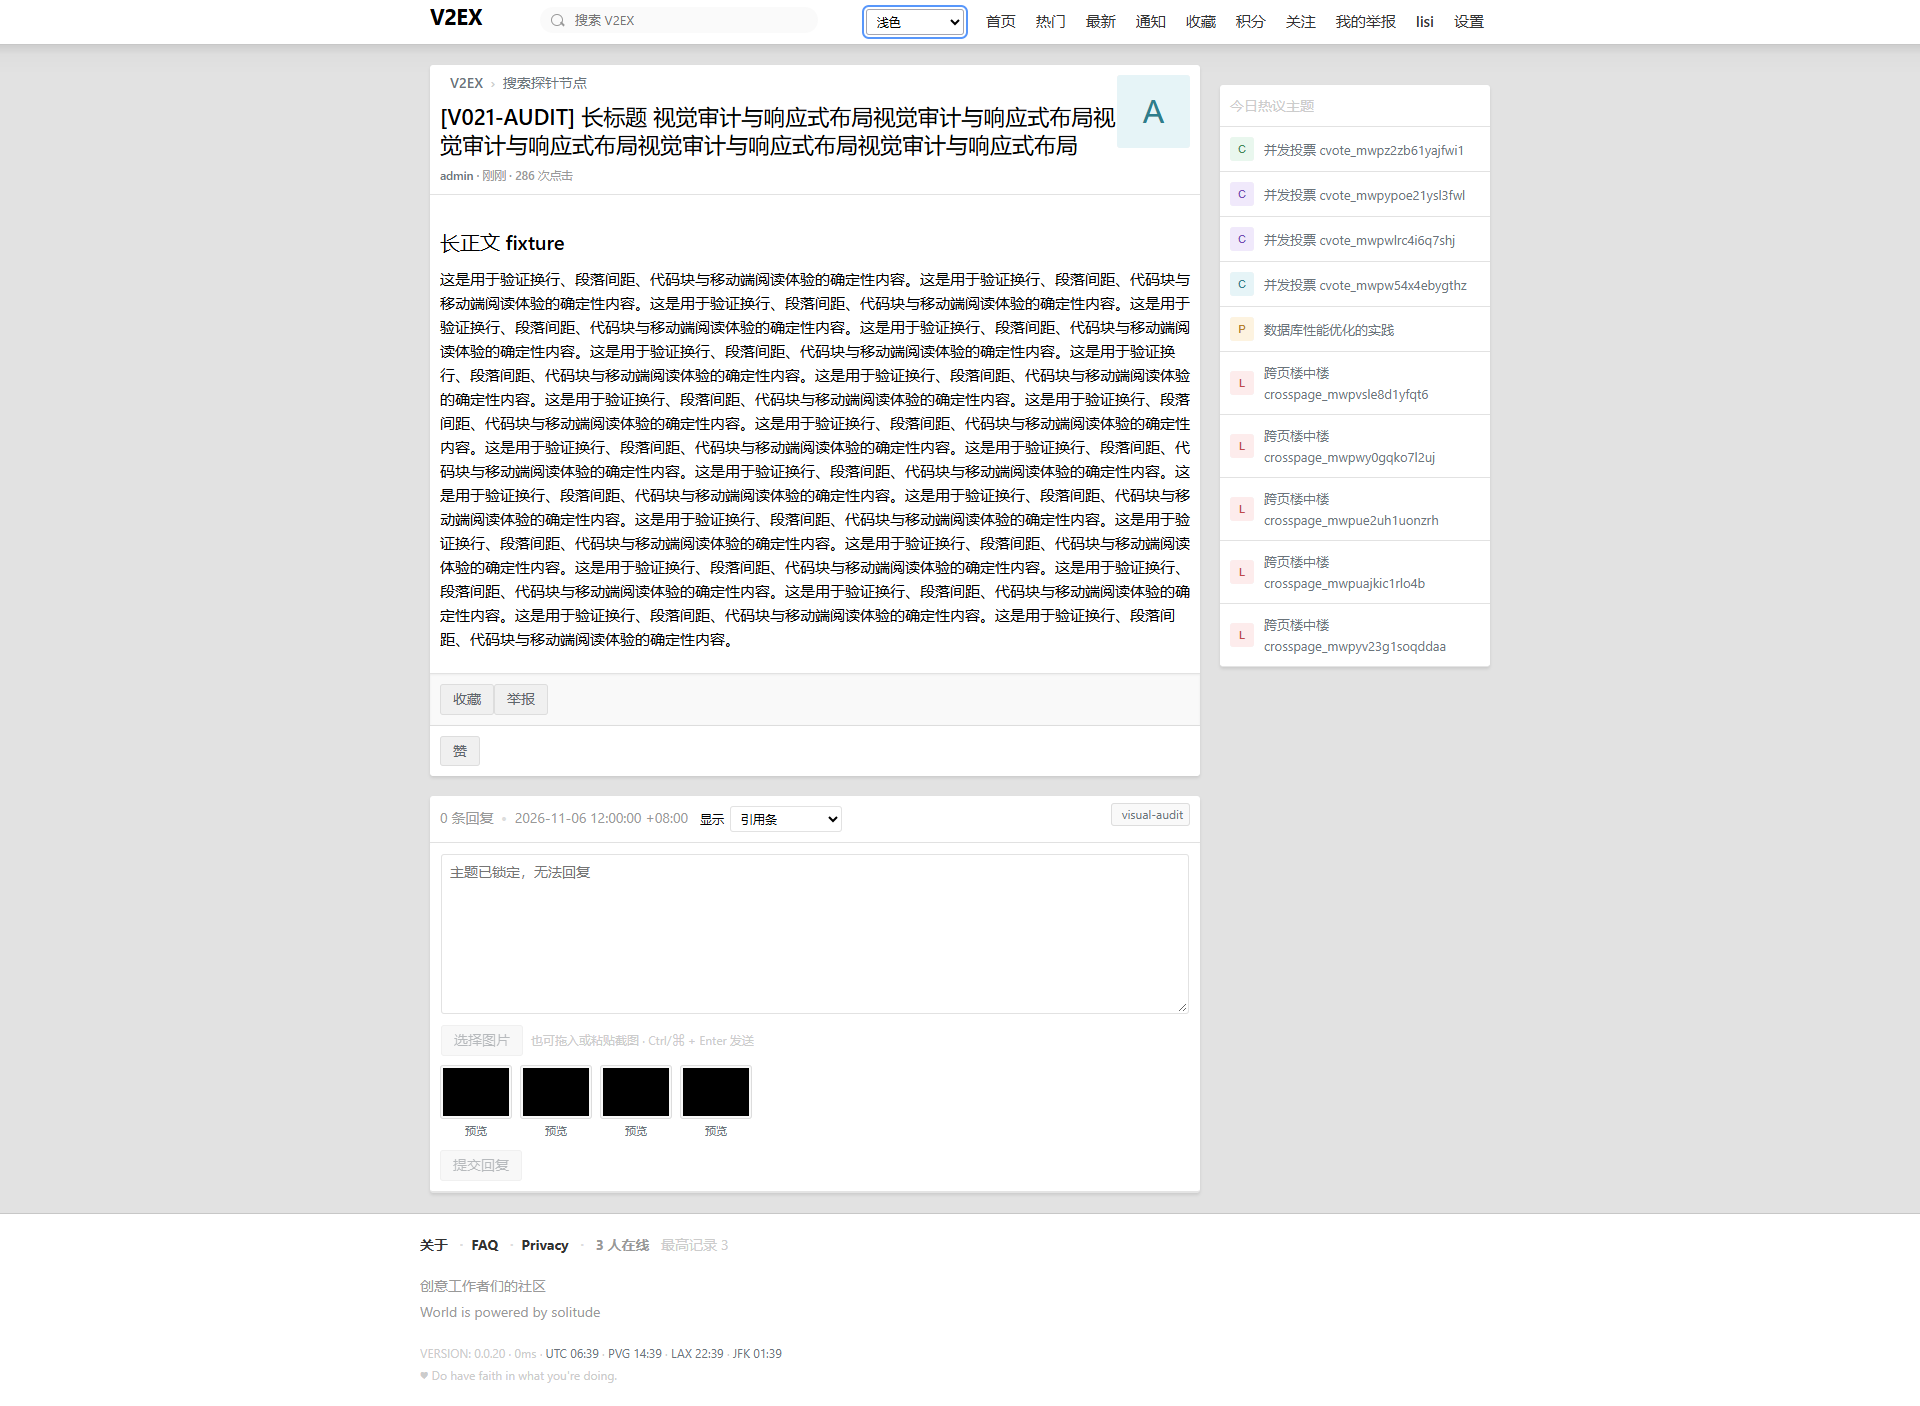 V2EX
搜索 V2EX
浅色
首页 热门 最新 通知 收藏 积分 关注 我的举报 lisi 设置
V2EX › 搜索探针节点
A
[V021-AUDIT] 长标题 视觉审计与响应式布局视觉审计与响应式布局视
觉审计与响应式布局视觉审计与响应式布局视觉审计与响应式布局
admin · 刚刚 · 286 次点击
长正文 fixture
这是用于验证换行、段落间距、代码块与移动端阅读体验的确定性内容。这是用于验证换行、段落间距、代码块与
移动端阅读体验的确定性内容。这是用于验证换行、段落间距、代码块与移动端阅读体验的确定性内容。这是用于
验证换行、段落间距、代码块与移动端阅读体验的确定性内容。这是用于验证换行、段落间距、代码块与移动端阅
读体验的确定性内容。这是用于验证换行、段落间距、代码块与移动端阅读体验的确定性内容。这是用于验证换
行、段落间距、代码块与移动端阅读体验的确定性内容。这是用于验证换行、段落间距、代码块与移动端阅读体验
的确定性内容。这是用于验证换行、段落间距、代码块与移动端阅读体验的确定性内容。这是用于验证换行、段落
间距、代码块与移动端阅读体验的确定性内容。这是用于验证换行、段落间距、代码块与移动端阅读体验的确定性
内容。这是用于验证换行、段落间距、代码块与移动端阅读体验的确定性内容。这是用于验证换行、段落间距、代
码块与移动端阅读体验的确定性内容。这是用于验证换行、段落间距、代码块与移动端阅读体验的确定性内容。这
是用于验证换行、段落间距、代码块与移动端阅读体验的确定性内容。这是用于验证换行、段落间距、代码块与移
动端阅读体验的确定性内容。这是用于验证换行、段落间距、代码块与移动端阅读体验的确定性内容。这是用于验
证换行、段落间距、代码块与移动端阅读体验的确定性内容。这是用于验证换行、段落间距、代码块与移动端阅读
体验的确定性内容。这是用于验证换行、段落间距、代码块与移动端阅读体验的确定性内容。这是用于验证换行、
段落间距、代码块与移动端阅读体验的确定性内容。这是用于验证换行、段落间距、代码块与移动端阅读体验的确
定性内容。这是用于验证换行、段落间距、代码块与移动端阅读体验的确定性内容。这是用于验证换行、段落间
距、代码块与移动端阅读体验的确定性内容。
收藏 举报
赞
0 条回复 • 2026-11-06 12:00:00 +08:00 显示 引用条 visual-audit
主题已锁定，无法回复
选择图片 也可拖入或粘贴截图 · Ctrl/⌘ + Enter 发送
预览 预览 预览 预览
提交回复
今日热议主题
C 并发投票 cvote_mwpz2zb61yajfwi1
C 并发投票 cvote_mwpypoe21ysl3fwl
C 并发投票 cvote_mwpwlrc4i6q7shj
C 并发投票 cvote_mwpw54x4ebygthz
P 数据库性能优化的实践
L 跨页楼中楼
crosspage_mwpvsle8d1yfqt6
L 跨页楼中楼
crosspage_mwpwy0gqko7l2uj
L 跨页楼中楼
crosspage_mwpue2uh1uonzrh
L 跨页楼中楼
crosspage_mwpuajkic1rlo4b
L 跨页楼中楼
crosspage_mwpyv23g1soqddaa
关于 · FAQ · Privacy · 3 人在线 最高记录 3
创意工作者们的社区
World is powered by solitude
VERSION: 0.0.20 · 0ms · UTC 06:39 · PVG 14:39 · LAX 22:39 · JFK 01:39
♥ Do have faith in what you're doing.